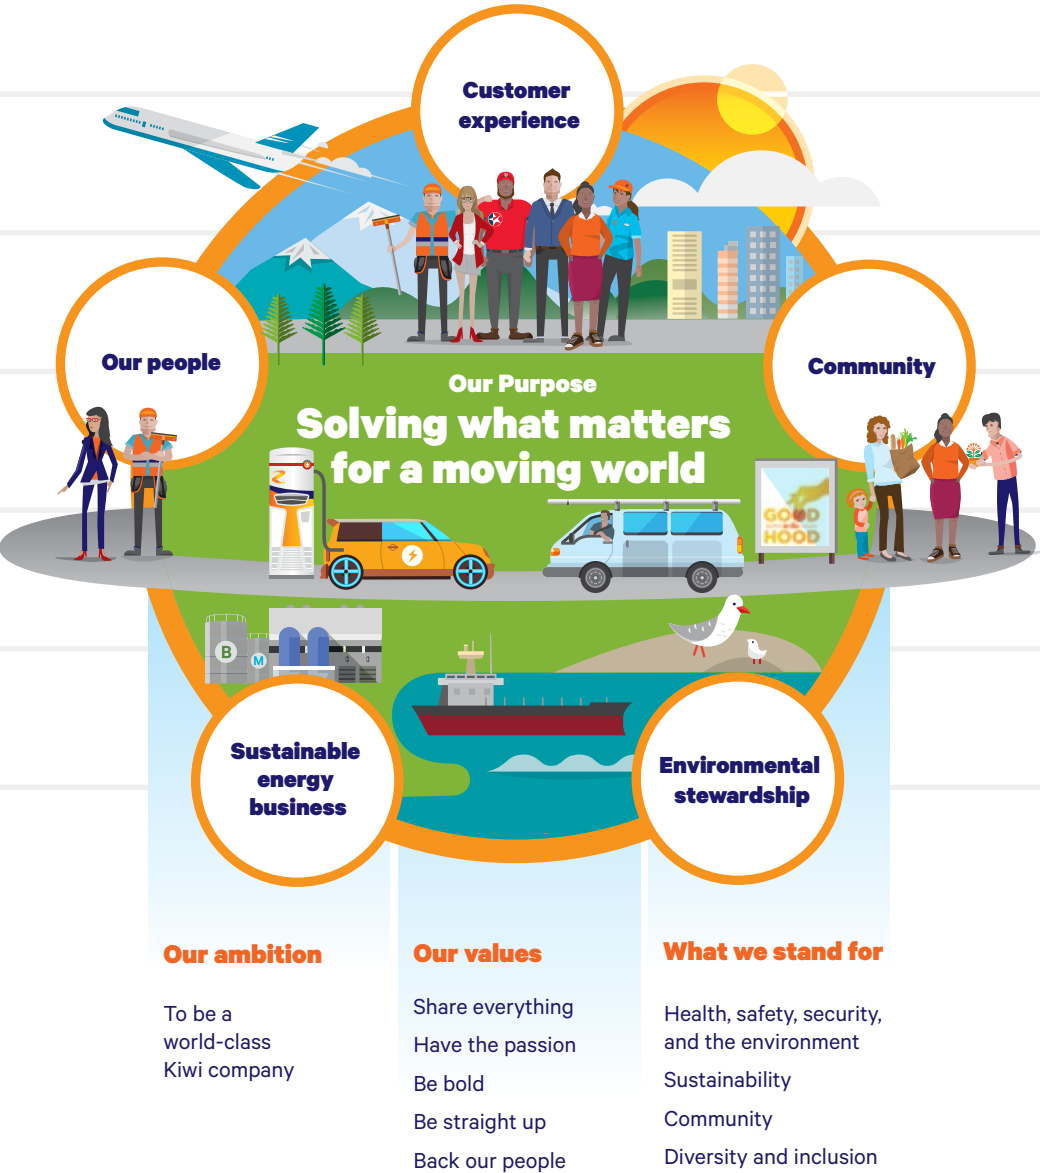 Customer
experience
Our people
Community
Our Purpose
Solving what matters
for a moving world
Z
GOOD
HOOD
B
M
Sustainable
energy
business
Environmental
stewardship
Our ambition
To be a
world-class
Kiwi company
Our values
Share everything
Have the passion
Be bold
Be straight up
Back our people
What we stand for
Health, safety, security,
and the environment
Sustainability
Community
Diversity and inclusion